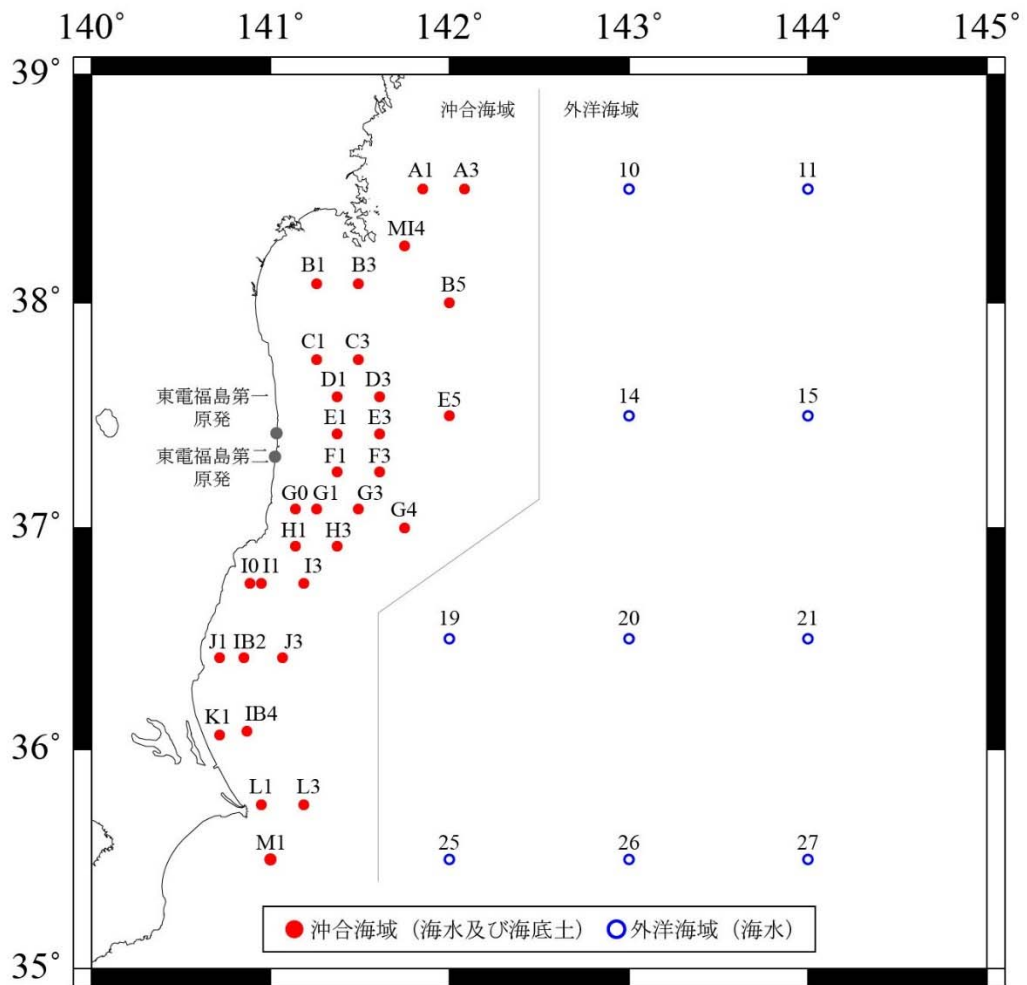 140° 141° 142° 143° 144° 145°
39°
沖合海域 外洋海域
A1 A3 10 11
MI4
B1 B3
B5
38°
C1 C3
D1 D3
東電福島第一
原発
E5 14 15
E1 E3
東電福島第二
原発
F1 F3
G0 G1 G3
G4
37°
H1 H3
I0 I1 I3
19 20 21
J1 IB2 J3
K1 IB4
36°
L1 L3
M1 25 26 27
沖合海域（海水及び海底土） 外洋海域（海水）
35°